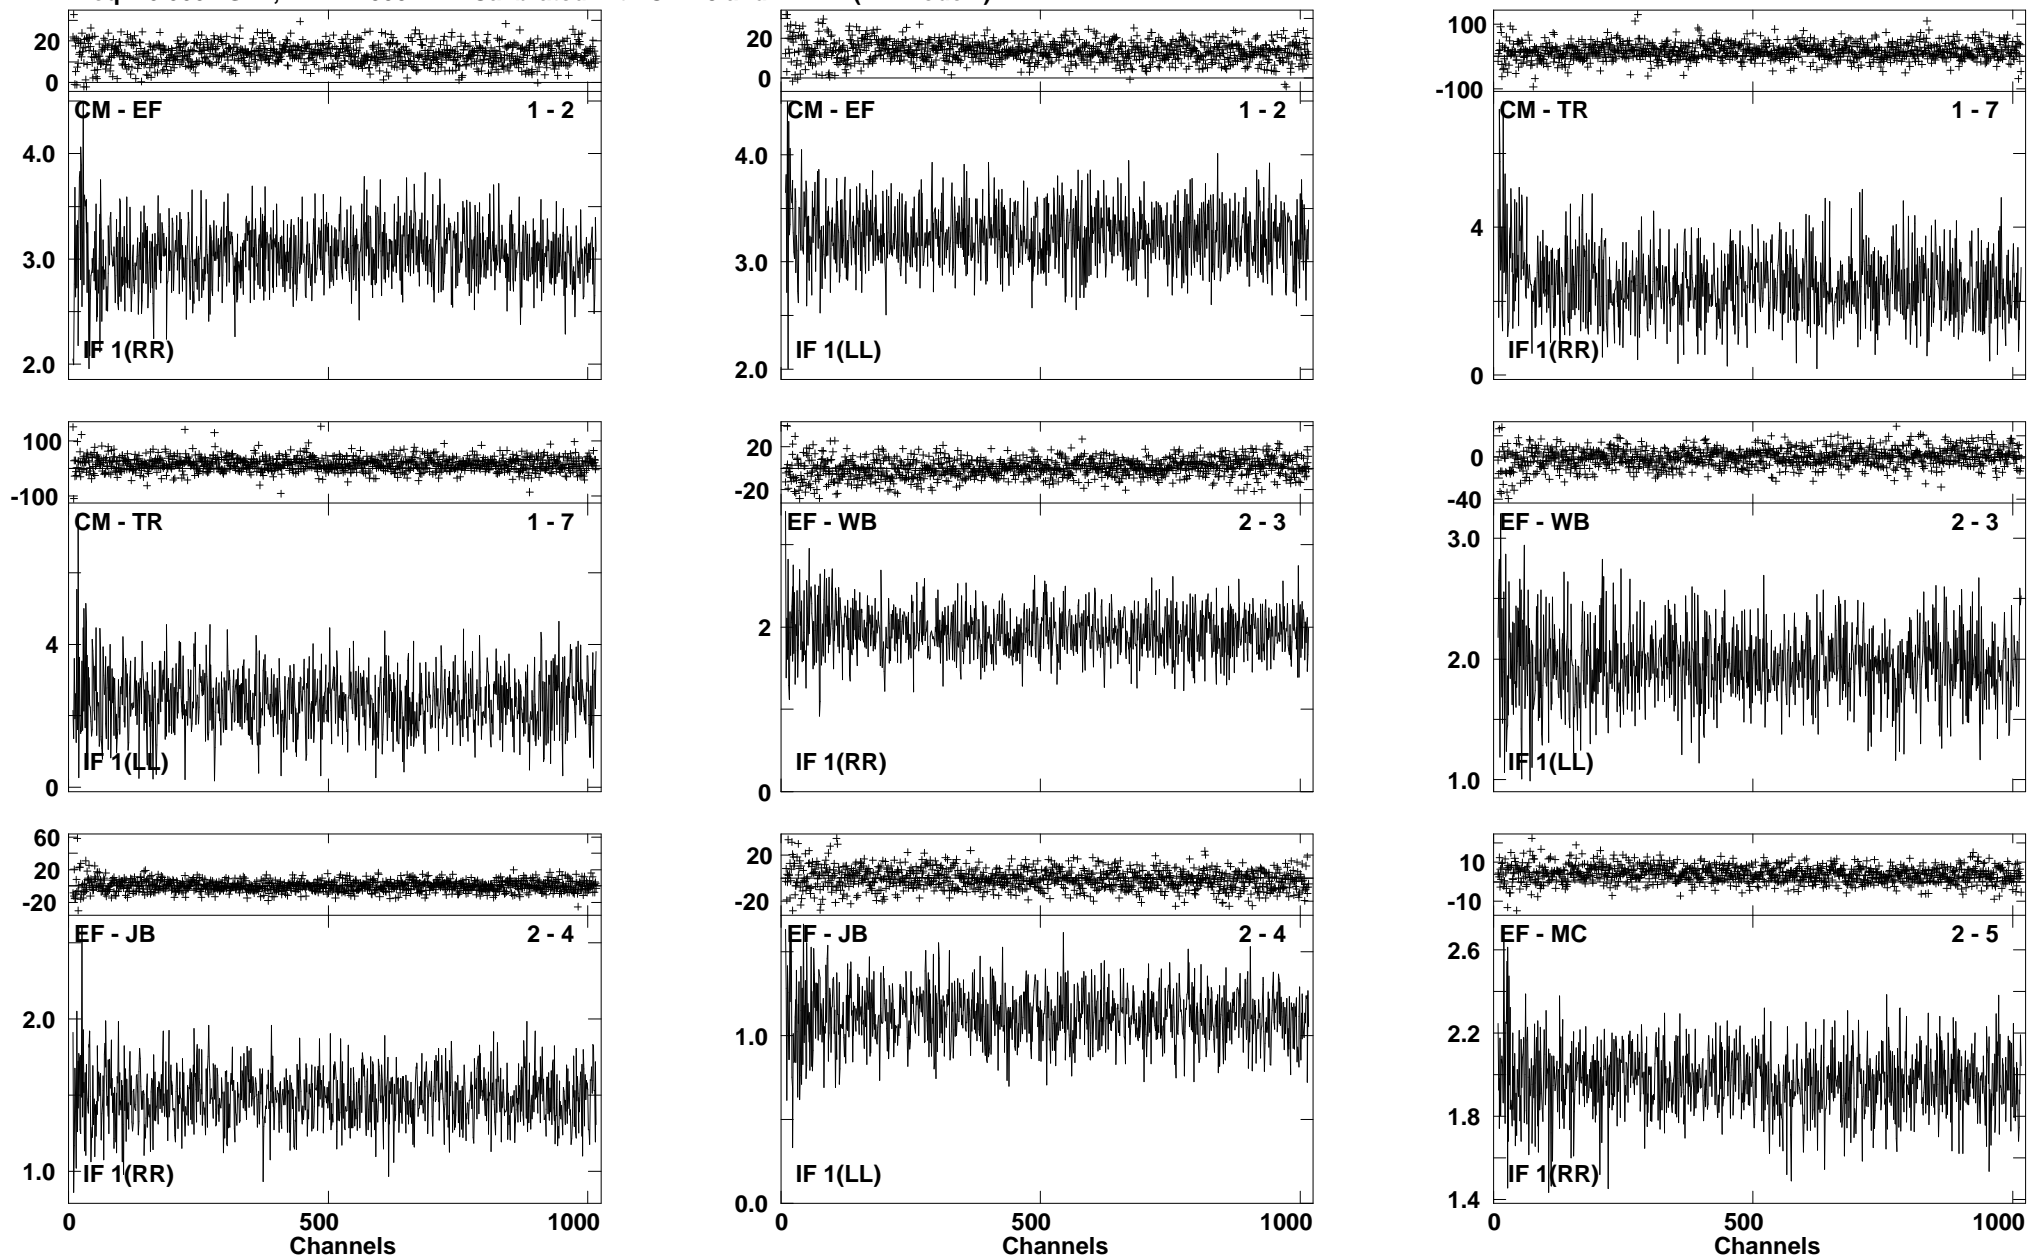 20 20 100
0 0 -100
CM - EF 1 - 2 CM - EF 1 - 2 CM - TR 1 - 7
4.0 4.0 4
3.0 3.0
IF 1(RR) IF 1(LL) IF 1(RR)
2.0 2.0 0
100 20 0
-100 -20 -40
CM - TR 1 - 7 EF - WB 2 - 3 EF - WB 2 - 3
3.0
4 2 2.0
IF 1(LL) IF 1(RR) IF 1(LL)
0 0 1.0
60 20 10
20 -20 -10
-20
EF - JB 2 - 4 EF - JB 2 - 4 EF - MC 2 - 5
2.6
2.0 1.0 2.2
1.8
1.0 IF 1(RR) IF 1(LL) IF 1(RR)
0.0 1.4
0 500 1000 0 500 1000 0 500 1000
Channels Channels Channels